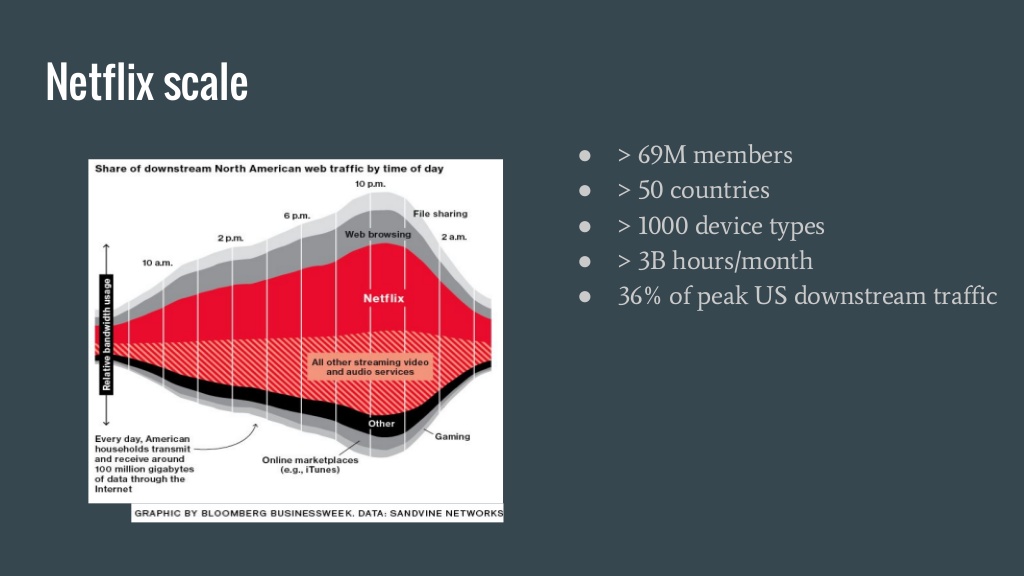 Netflix scale
Share of downstream North American web traffic by time of day
10 p.m.
6 p.m.
File sharing
2 p.m.
Web browsing
2 a.m.
10 a.m.
Relative bandwidth usage
Netflix
All other streaming video
and audio services
Other
Gaming
Every day, American
households transmit
and receive around
100 million gigabytes
of data through the
Internet
Online marketplaces
(e.g., iTunes)
GRAPHIC BY BLOOMBERG BUSINESSWEEK. DATA: SANDVINE NETWORKS
● > 69M members
● > 50 countries
● > 1000 device types
● > 3B hours/month
● 36% of peak US downstream traffic